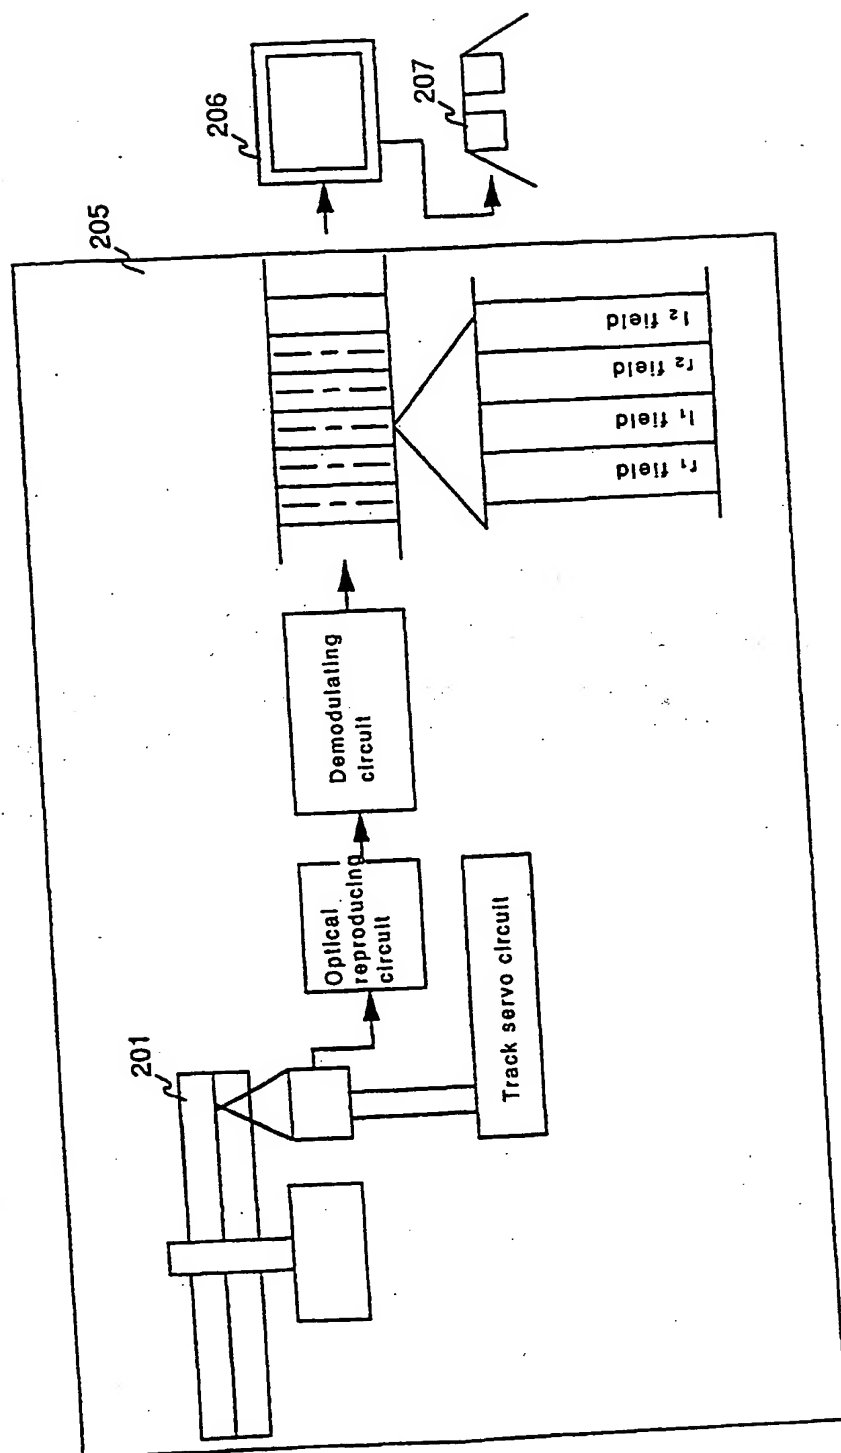 205
206
207
201
Optical
reproducing
circuit
Demodulating
circuit
Track servo circuit
r₁ field
l₁ field
r₂ field
l₂ field